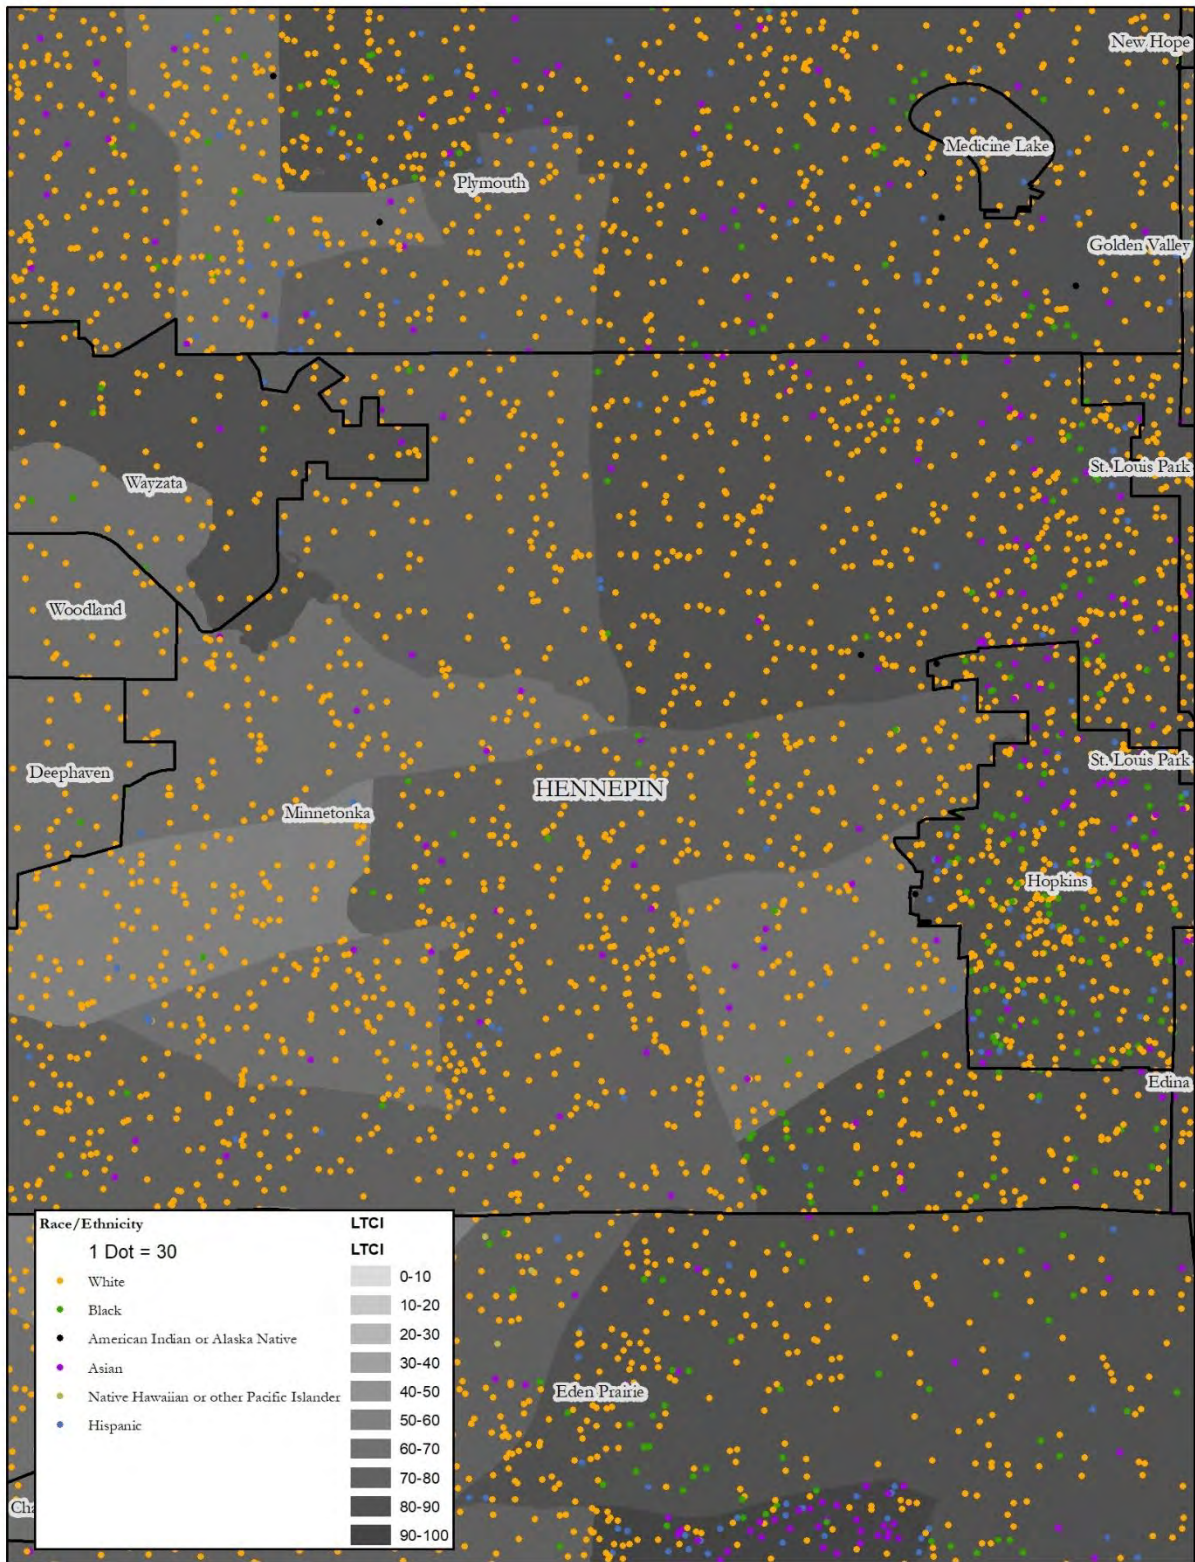 New Hope
Medicine Lake
Plymouth
Golden Valley
St. Louis Park
Wayzata
Woodland
Deephaven
St. Louis Park
HENNEPIN
Minnetonka
Hopkins
Edina
Race/Ethnicity
1 Dot = 30
White
Black
American Indian or Alaska Native
Asian
Native Hawaiian or other Pacific Islander
Hispanic
LTCI
LTCI
0-10
10-20
20-30
30-40
40-50
50-60
60-70
70-80
80-90
90-100
Eden Prairie
Cha